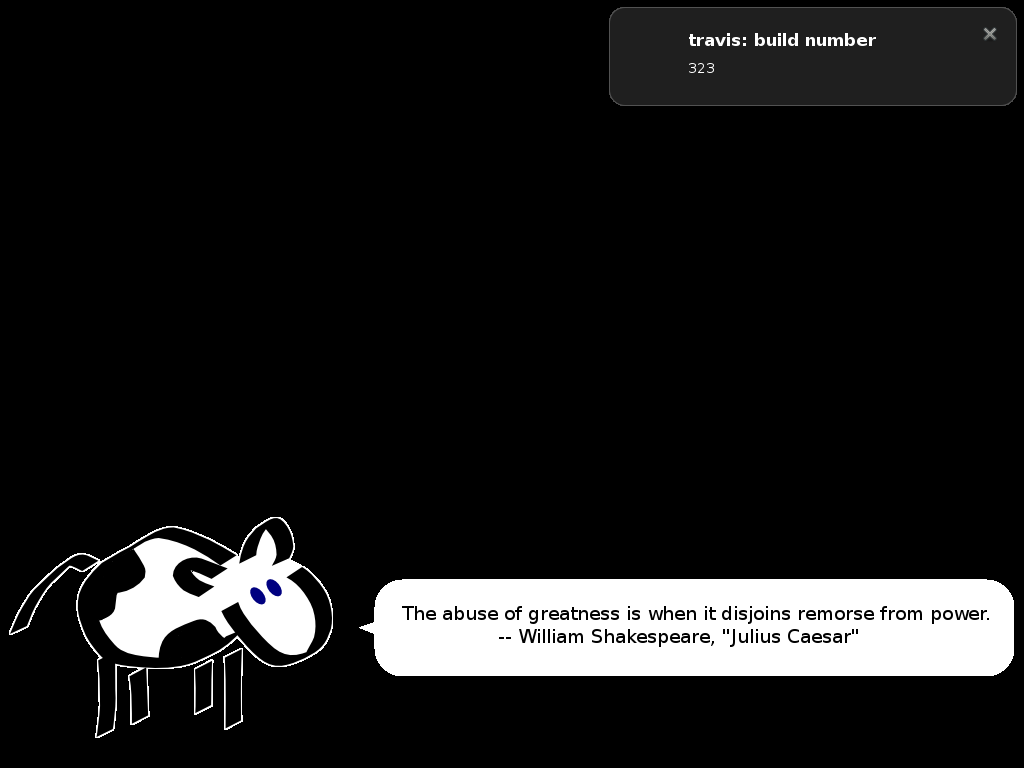 travis: build number
323
The abuse of greatness is when it disjoins remorse from power.
-- William Shakespeare, "Julius Caesar"